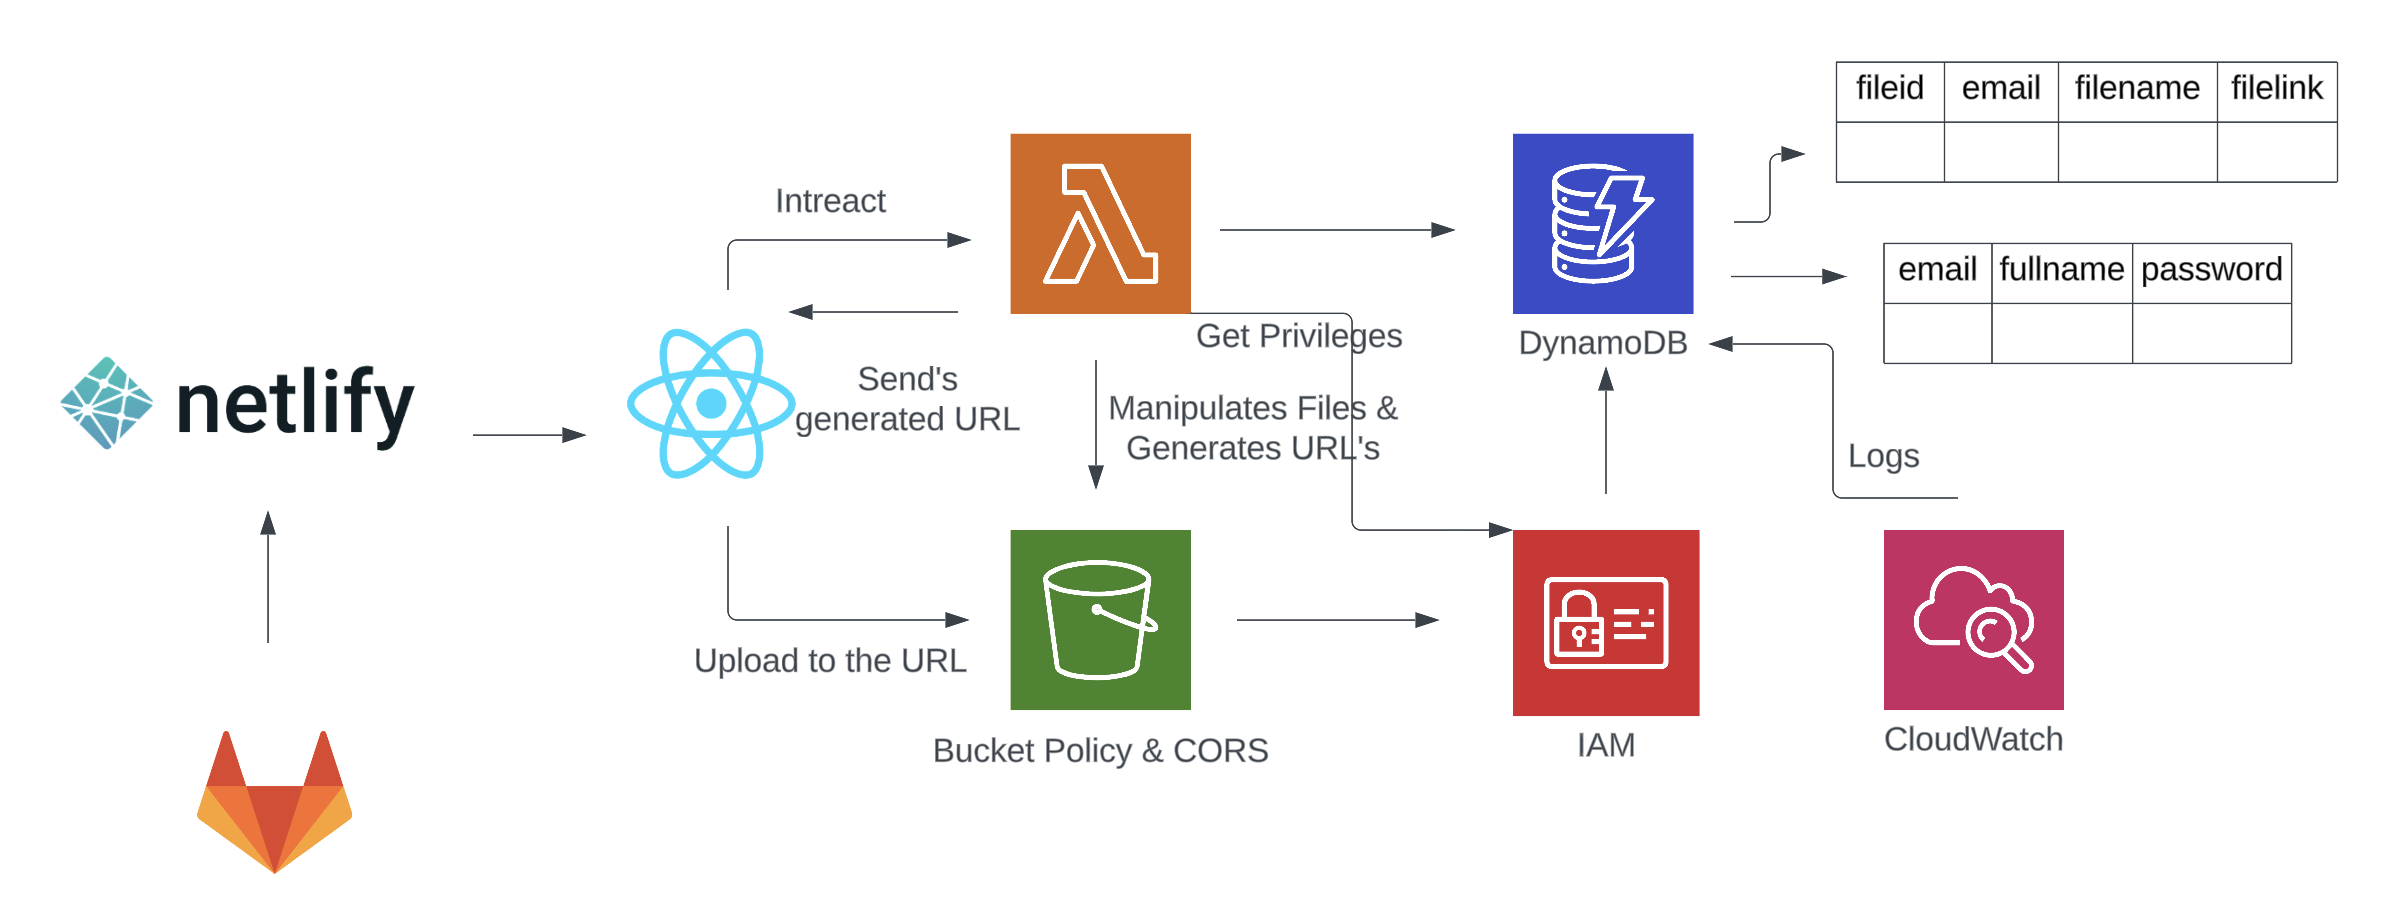 fileid email filename filelink
Intreact
email fullname password
Get Privileges
DynamoDB
netlify
Send's
generated URL
Manipulates Files &
Generates URL's
Logs
Upload to the URL
Bucket Policy & CORS
IAM
CloudWatch